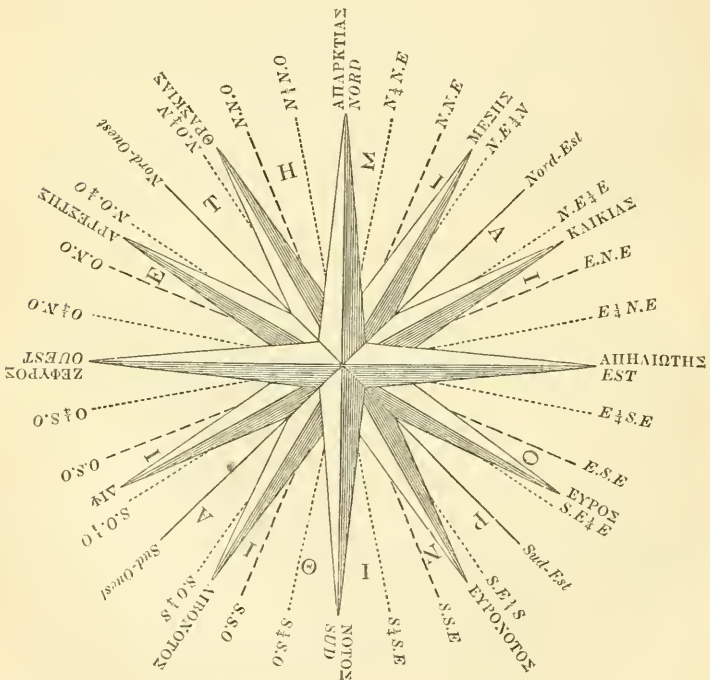 ΑΠΑΡΚΤΙΑΣ
NORD
N¼N.E
N.N.E
ΜΕΣΗΣ
N.E¼N
Nord-Est
N.E¼E
ΚΑΙΚΙΑΣ
E.N.E
E¼N.E
ΑΠΗΛΙΩΤΗΣ
EST
E¼S.E
E.S.E
ΕΥΡΟΣ
S.E¼E
Sud-Est
S.E¼S
ΕΥΡΟΝΟΤΟΣ
S.S.E
S¼S.E
ΝΟΤΟΣ
SUD
S¼S.O
S.S.O
S.O¼S
ΛΙΒΟΝΟΤΟΣ
Sud-Ouest
S.O.¼O
ΛΙΨ
O.S.O
O¼S.O
ΖΕΦΥΡΟΣ
OUEST
O¼N.O
O.N.O
ΑΡΓΕΣΤΗΣ
N.O.¼O
Nord-Ouest
ΘΡΑΣΚΙΑΣ
N.O¼N
N.N.O
N¼N.O
Μ
Ι
Α
Ι
Ο
Ρ
Ζ
Ι
Θ
Ι
Α
Ι
Ε
Τ
Η